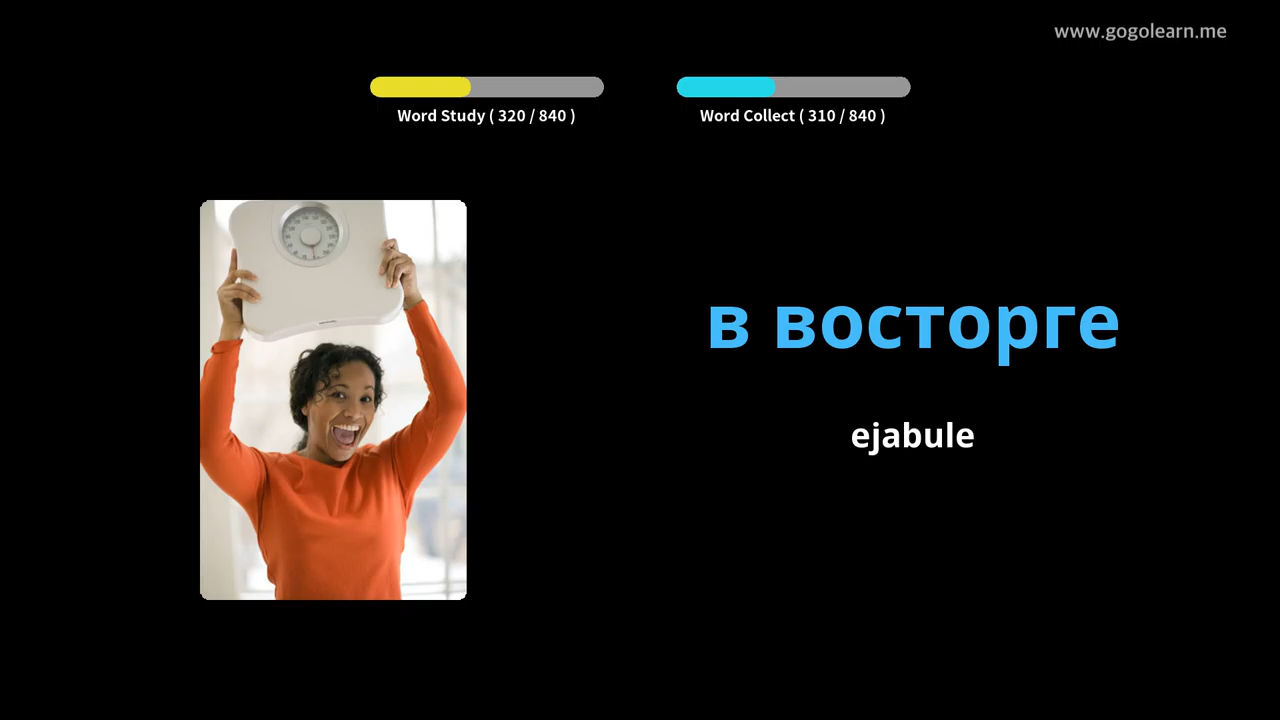 www.gogolearn.me
Word Study ( 320 / 840 )
Word Collect ( 310 / 840 )
в восторге
ejabule